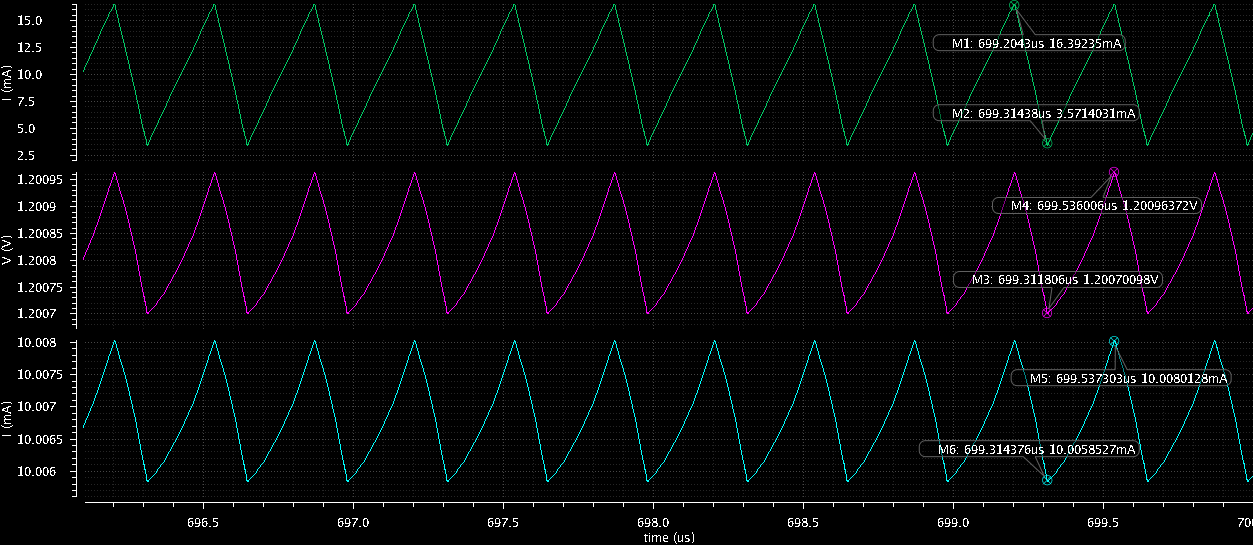 15.0
M1: 699.2043us 16.39235mA
12.5
10.0
I (mA)
7.5
M2: 699.31438us 3.5714031mA
5.0
2.5
1.20095
M4: 699.536006us 1.20096372V
1.2009
1.20085
V (V)
1.2008
M3: 699.311806us 1.20070098V
1.20075
1.2007
10.008
10.0075
M5: 699.537303us 10.0080128mA
10.007
I (mA)
10.0065
M6: 699.314376us 10.0058527mA
10.006
696.5 697.0 697.5 698.0 698.5 699.0 699.5 700
time (us)